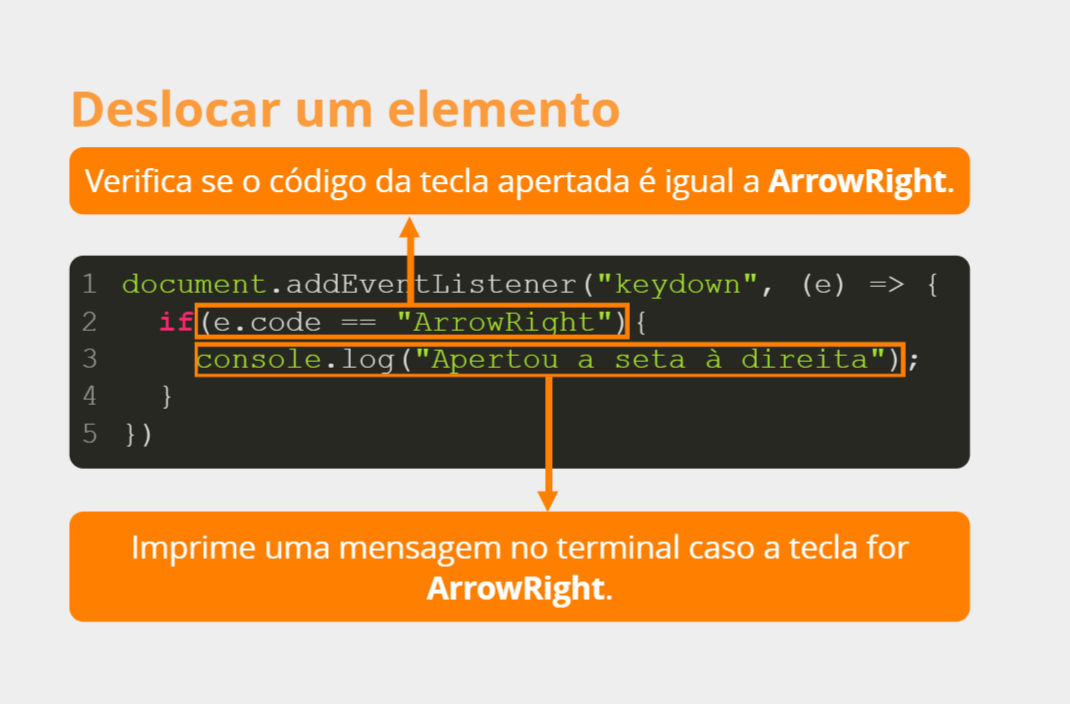 Deslocar um elemento
Verifica se o código da tecla apertada é igual a ArrowRight.
1 document.addEventListener("keydown", (e) => {
2   if(e.code == "ArrowRight"){
3     console.log("Apertou a seta à direita");
4   }
5 })
Imprime uma mensagem no terminal caso a tecla for
ArrowRight.